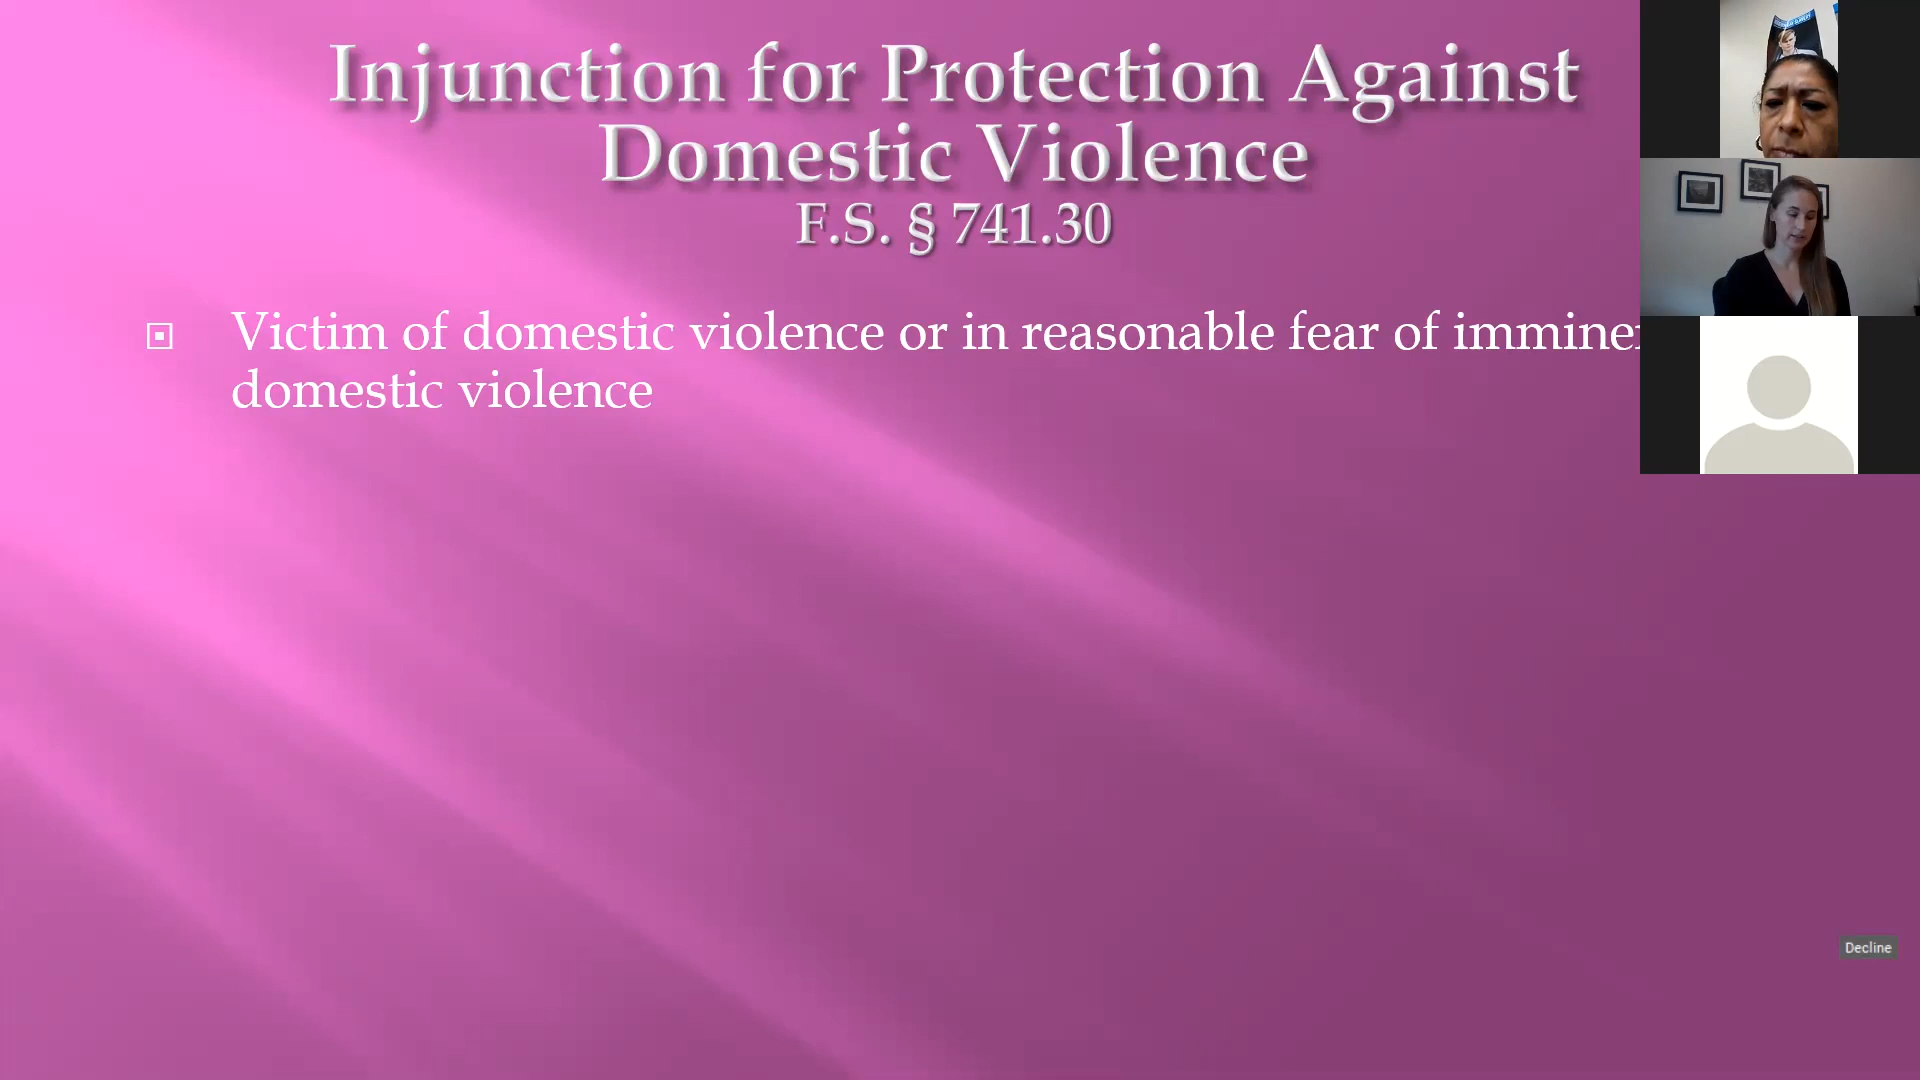 Injunction for Protection Against
Domestic Violence
F.S. § 741.30
Victim of domestic violence or in reasonable fear of
domestic violence
Decline